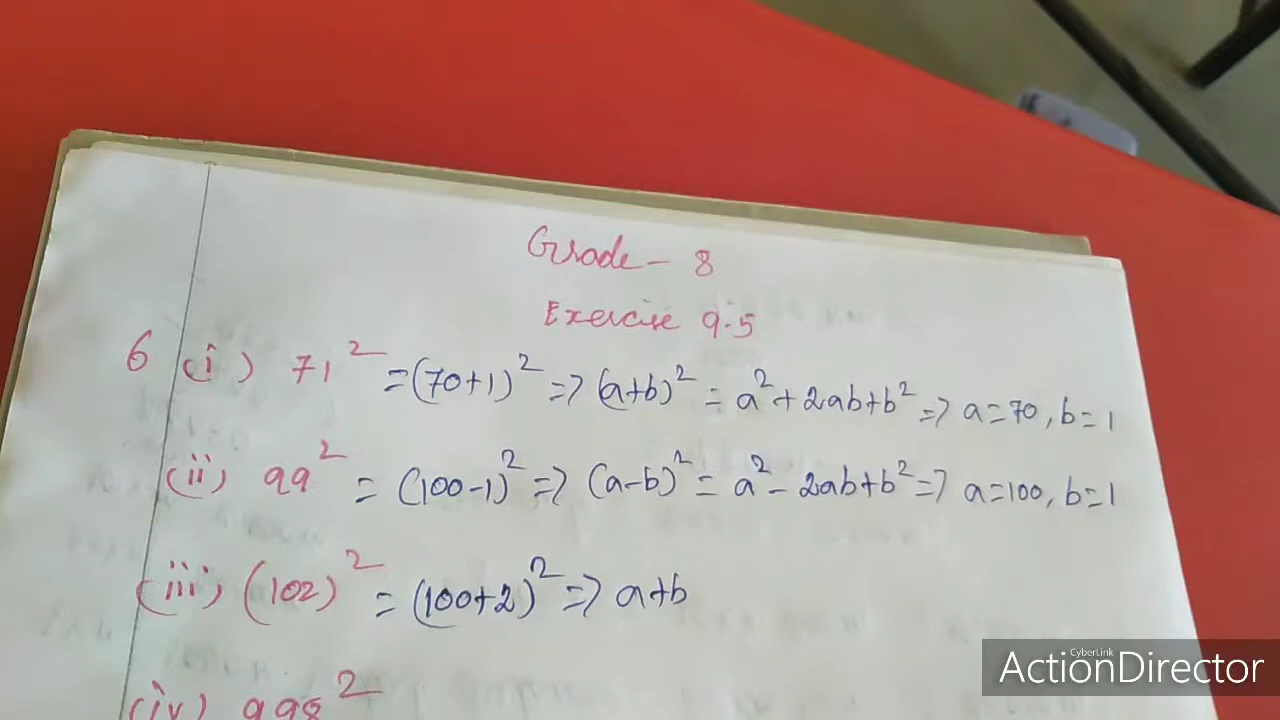 Grade - 8
Exercise 9.5
6 (i) 71² = (70+1)² => (a+b)² = a² + 2ab + b² => a=70, b=1
(ii) 99² = (100-1)² => (a-b)² = a² - 2ab + b² => a=100, b=1
(iii) (102)² = (100+2)² => a+b
(iv) 998²
CyberLink
ActionDirector